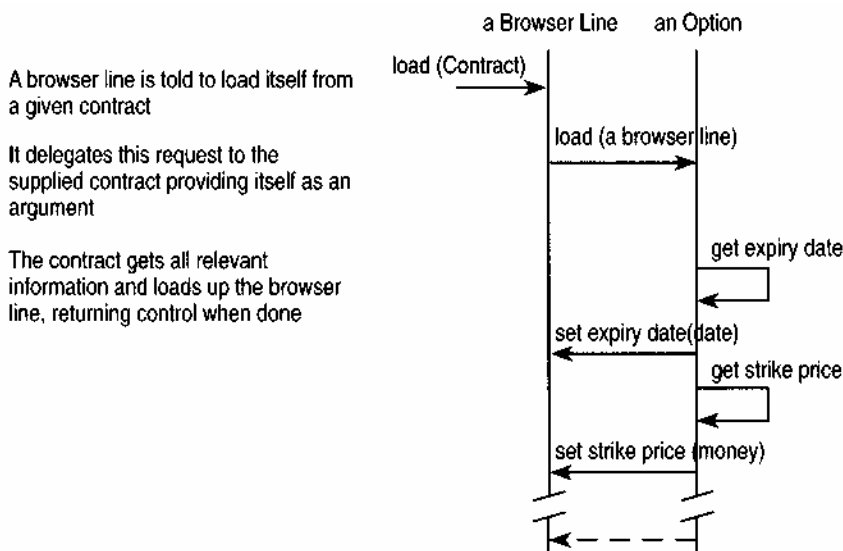 a Browser Line an Option
load (Contract)
A browser line is told to load itself from
a given contract
load (a browser line)
It delegates this request to the
supplied contract providing itself as an
argument
get expiry date
The contract gets all relevant
information and loads up the browser
line, returning control when done
set expiry date(date)
get strike price
set strike price (money)